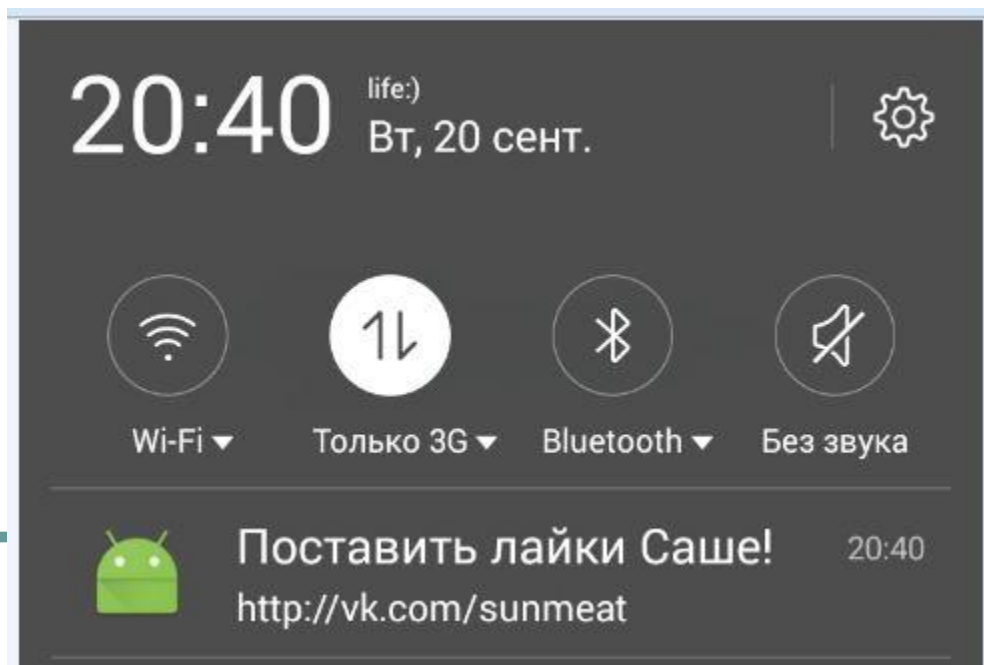 20:40
life:)
Вт, 20 сент.
Wi-Fi
Только 3G
Bluetooth
Без звука
Поставить лайки Саше!
20:40
http://vk.com/sunmeat